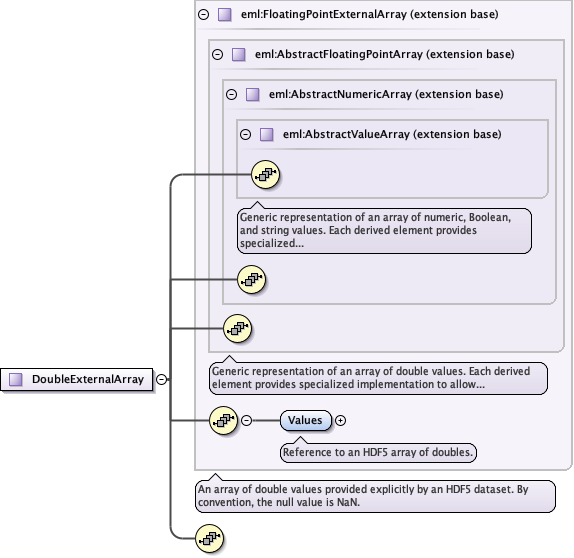 eml:FloatingPointExternalArray (extension base)
eml:AbstractFloatingPointArray (extension base)
eml:AbstractNumericArray (extension base)
eml:AbstractValueArray (extension base)
Generic representation of an array of numeric, Boolean,
and string values. Each derived element provides
specialized...
Generic representation of an array of double values. Each derived
element provides specialized implementation to allow...
DoubleExternalArray
Values
Reference to an HDF5 array of doubles.
An array of double values provided explicitly by an HDF5 dataset. By
convention, the null value is NaN.